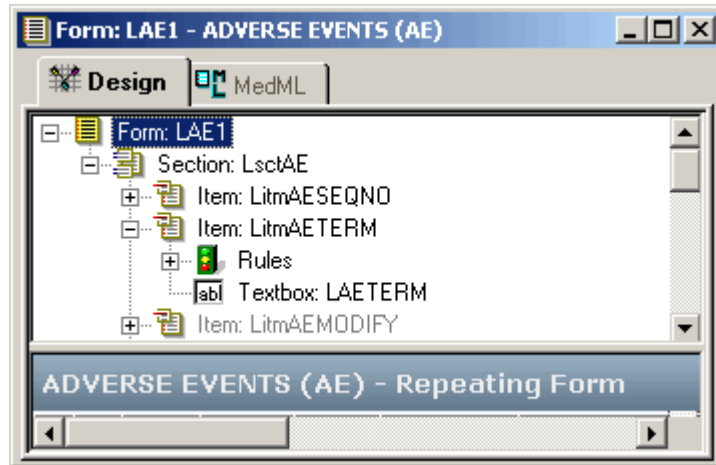 Form: LAE1 - ADVERSE EVENTS (AE)
Design MedML
Form: LAE1
Section: LsctAE
Item: LitmAESEQNO
Item: LitmAETERM
Rules
abl Textbox: LAETERM
Item: LitmAEMODIFY
ADVERSE EVENTS (AE) - Repeating Form